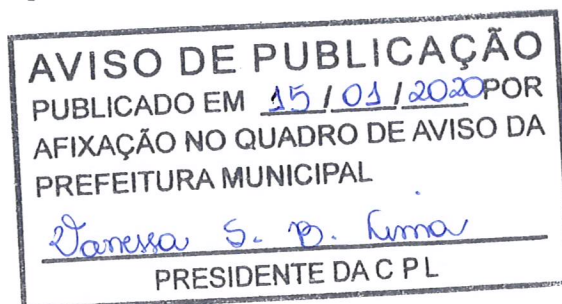 AVISO DE PUBLICAÇÃO
PUBLICADO EM 15/01/2020 POR
AFIXAÇÃO NO QUADRO DE AVISO DA
PREFEITURA MUNICIPAL
Vanessa S. B. Lima
PRESIDENTE DA C P L